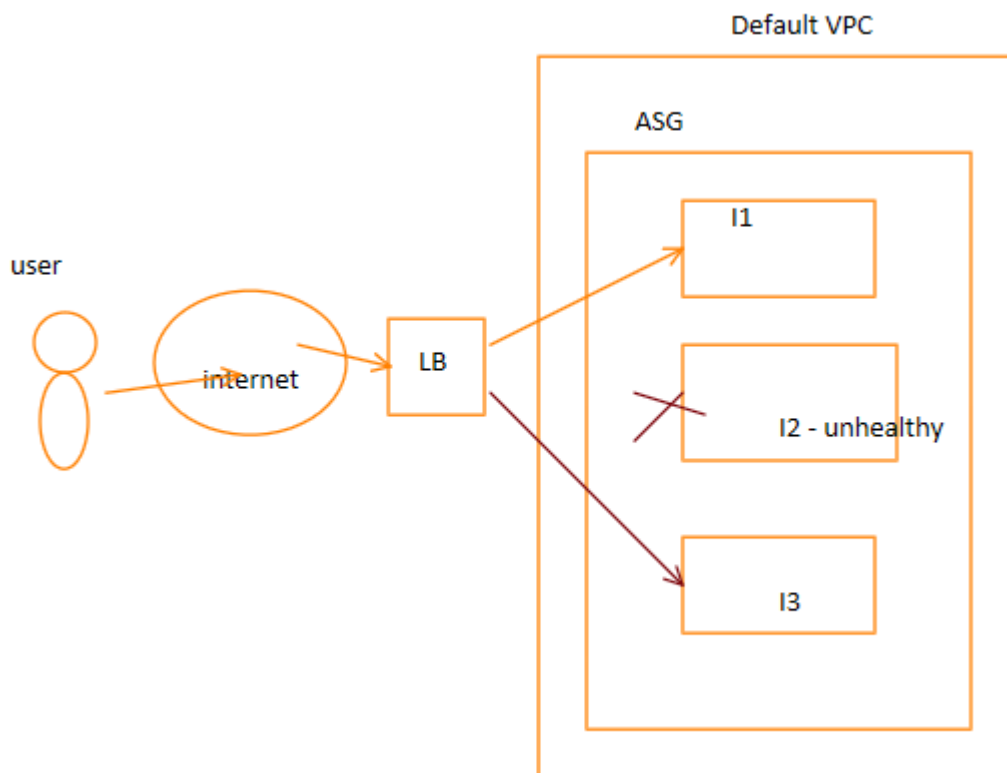 Default VPC
ASG
I1
user
internet
LB
I2 - unhealthy
I3